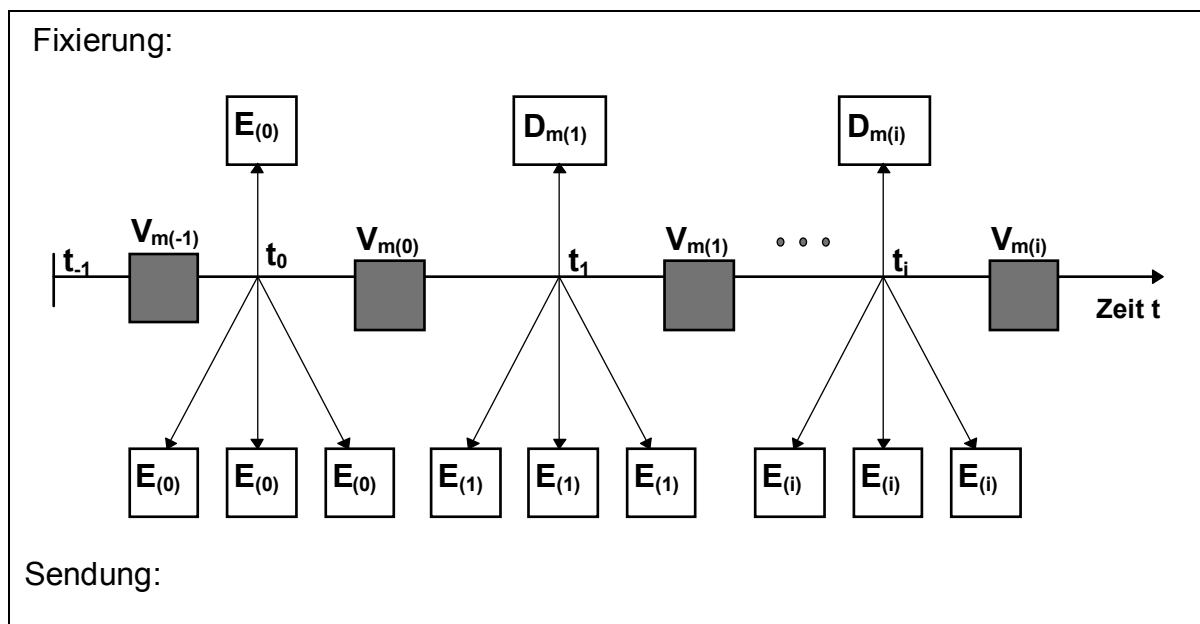 Fixierung:
E(0) Dm(1) Dm(i)
Vm(-1) Vm(0) Vm(1) • • • Vm(i)
t-1 t0 t1 ti
Zeit t
E(0) E(0) E(0) E(1) E(1) E(1) E(i) E(i) E(i)
Sendung: